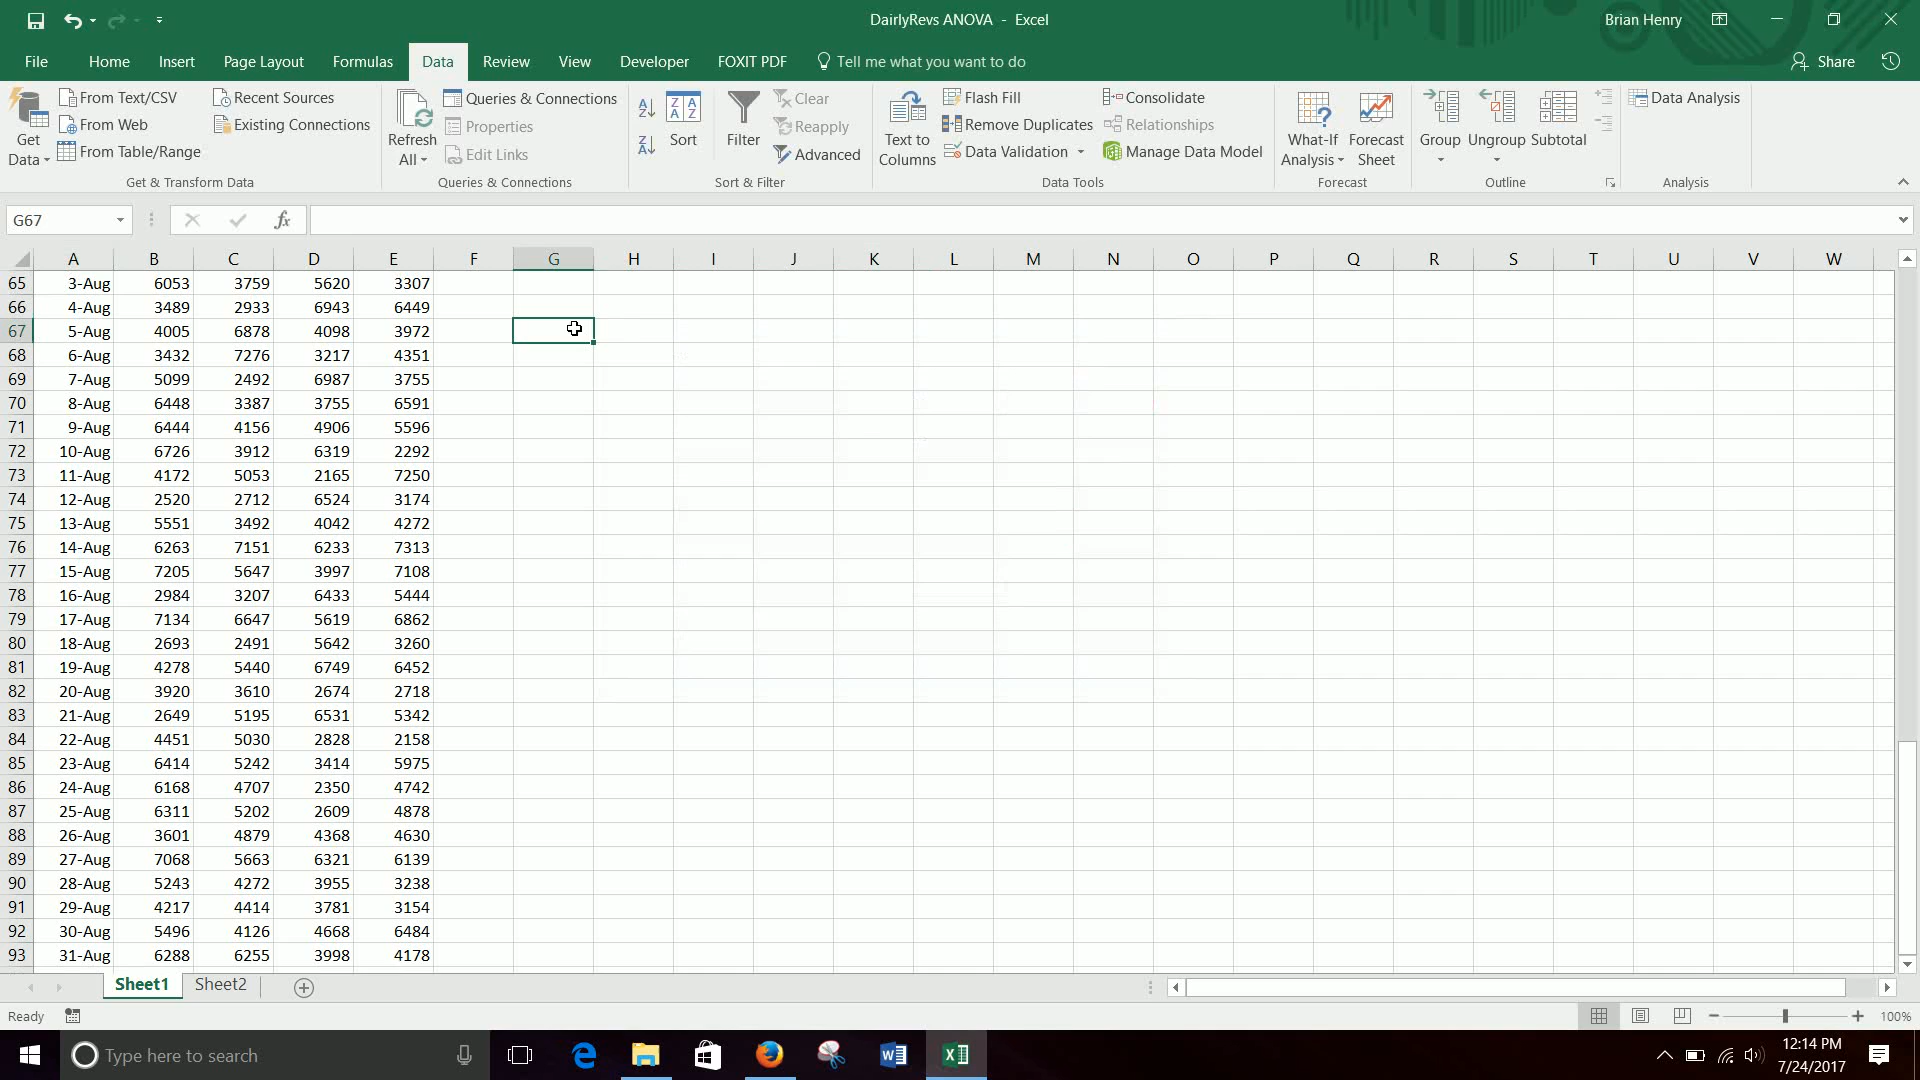 DairlyRevs ANOVA - Excel
Brian Henry
File Home Insert Page Layout Formulas Data Review View Developer FOXIT PDF Tell me what you want to do Share
Get Data
From Text/CSV
From Web
From Table/Range
Recent Sources
Existing Connections
Get & Transform Data
Refresh All
Queries & Connections
Properties
Edit Links
Queries & Connections
Sort
Filter
Clear
Reapply
Advanced
Sort & Filter
Text to Columns
Flash Fill
Remove Duplicates
Data Validation
Consolidate
Relationships
Manage Data Model
Data Tools
What-If Analysis
Forecast Sheet
Forecast
Group
Ungroup
Subtotal
Outline
Data Analysis
Analysis
G67
fx
A B C D E F G H I J K L M N O P Q R S T U V W
65 3-Aug 6053 3759 5620 3307
66 4-Aug 3489 2933 6943 6449
67 5-Aug 4005 6878 4098 3972
68 6-Aug 3432 7276 3217 4351
69 7-Aug 5099 2492 6987 3755
70 8-Aug 6448 3387 3755 6591
71 9-Aug 6444 4156 4906 5596
72 10-Aug 6726 3912 6319 2292
73 11-Aug 4172 5053 2165 7250
74 12-Aug 2520 2712 6524 3174
75 13-Aug 5551 3492 4042 4272
76 14-Aug 6263 7151 6233 7313
77 15-Aug 7205 5647 3997 7108
78 16-Aug 2984 3207 6433 5444
79 17-Aug 7134 6647 5619 6862
80 18-Aug 2693 2491 5642 3260
81 19-Aug 4278 5440 6749 6452
82 20-Aug 3920 3610 2674 2718
83 21-Aug 2649 5195 6531 5342
84 22-Aug 4451 5030 2828 2158
85 23-Aug 6414 5242 3414 5975
86 24-Aug 6168 4707 2350 4742
87 25-Aug 6311 5202 2609 4878
88 26-Aug 3601 4879 4368 4630
89 27-Aug 7068 5663 6321 6139
90 28-Aug 5243 4272 3955 3238
91 29-Aug 4217 4414 3781 3154
92 30-Aug 5496 4126 4668 6484
93 31-Aug 6288 6255 3998 4178
Sheet1 Sheet2
Ready
100%
Type here to search
12:14 PM
7/24/2017